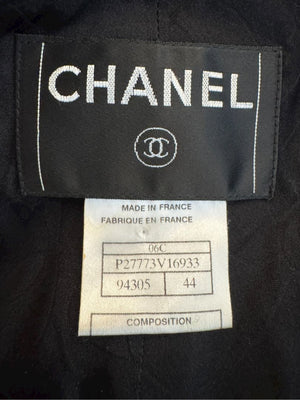 CHANEL
MADE IN FRANCE
FABRIQUE EN FRANCE
06C
P27773V16933
94305 44
COMPOSITION